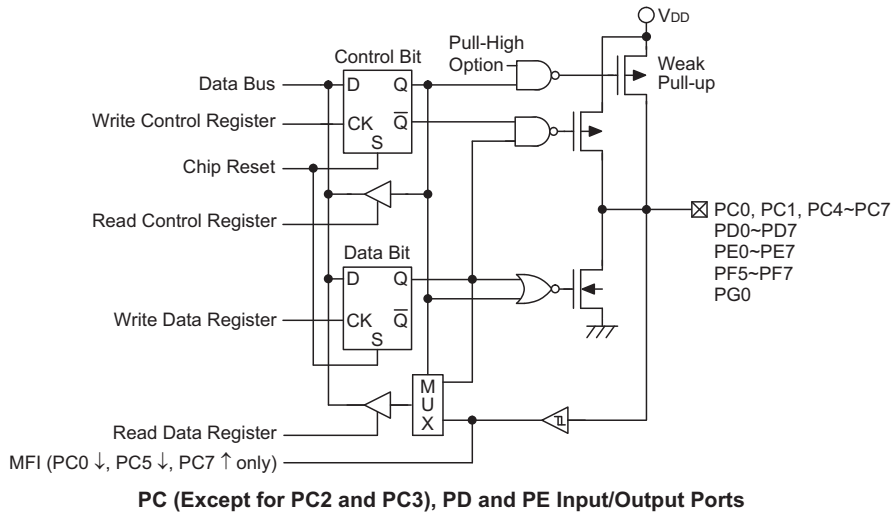 VDD
Control Bit
Pull-High
Option
Weak
Pull-up
Data Bus
D
Q
Write Control Register
CK
Q
S
Chip Reset
Read Control Register
PC0, PC1, PC4~PC7
PD0~PD7
PE0~PE7
PF5~PF7
PG0
Data Bit
D
Q
Write Data Register
CK
Q
S
M
U
X
Read Data Register
MFI (PC0 ↓, PC5 ↓, PC7 ↑ only)
PC (Except for PC2 and PC3), PD and PE Input/Output Ports